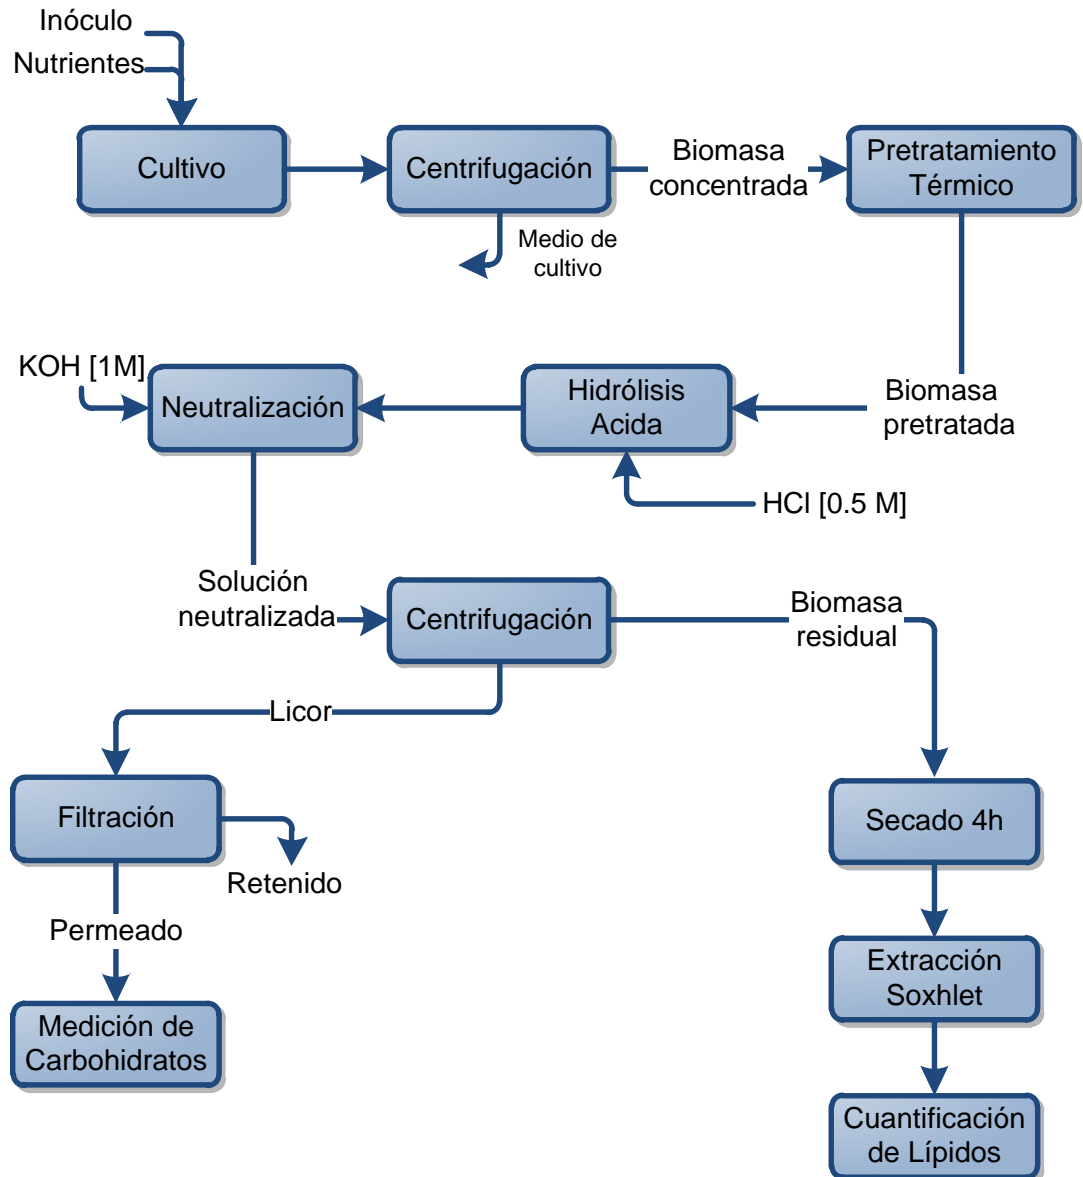 Inóculo
Nutrientes
Cultivo
Centrifugación
Biomasa
concentrada
Pretratamiento
Térmico
Medio de
cultivo
KOH [1M]
Neutralización
Hidrólisis
Acida
Biomasa
pretratada
HCl [0.5 M]
Solución
neutralizada
Centrifugación
Biomasa
residual
Licor
Filtración
Retenido
Secado 4h
Permeado
Extracción
Soxhlet
Medición de
Carbohidratos
Cuantificación
de Lípidos